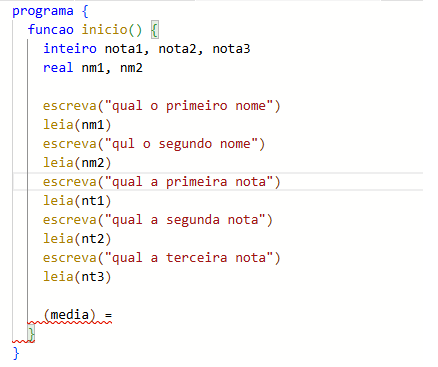 programa {
  funcao inicio() {
    inteiro nota1, nota2, nota3
    real nm1, nm2

    escreva("qual o primeiro nome")
    leia(nm1)
    escreva("qul o segundo nome")
    leia(nm2)
    escreva("qual a primeira nota")
    leia(nt1)
    escreva("qual a segunda nota")
    leia(nt2)
    escreva("qual a terceira nota")
    leia(nt3)

    (media) =
  }
}